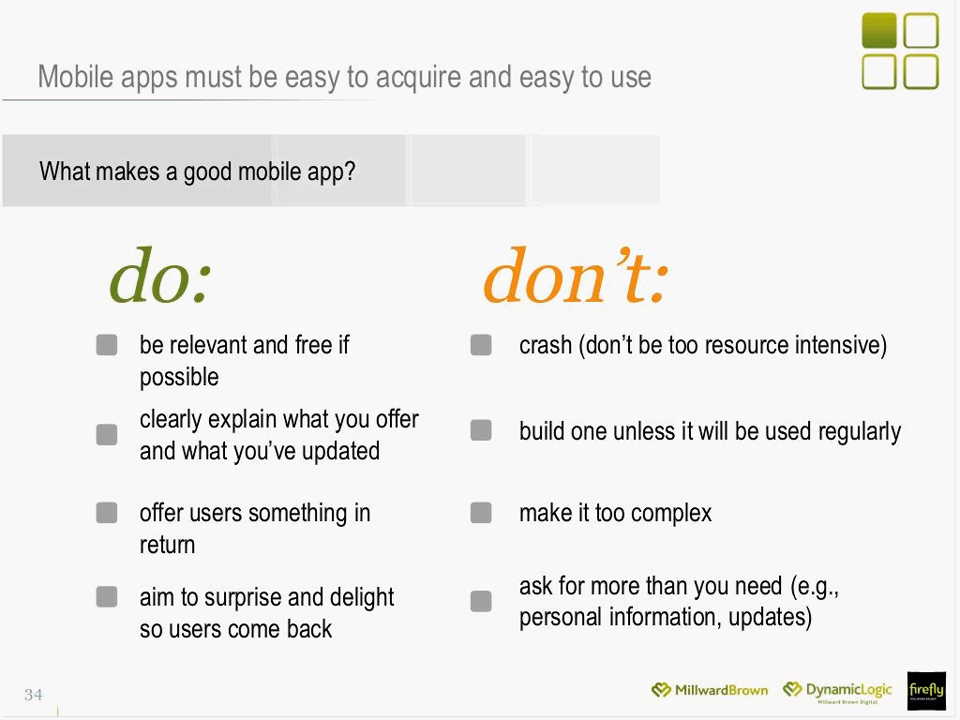 Mobile apps must be easy to acquire and easy to use
What makes a good mobile app?
do:
be relevant and free if
possible
clearly explain what you offer
and what you've updated
offer users something in
return
aim to surprise and delight
so users come back
don't:
crash (don't be too resource intensive)
build one unless it will be used regularly
make it too complex
ask for more than you need (e.g.,
personal information, updates)
34
MillwardBrown
DynamicLogic
Millward Brown Digital
firefly